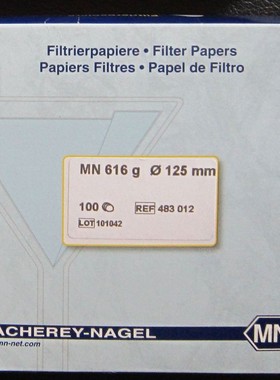 Filtrierpapiere • Filter Papers
Papiers Filtres • Papel de Filtro
MN 616 g Ø 125 mm
100
REF 483 012
LOT 101042
ACHEREY-NAGEL
mn-net.com
MN